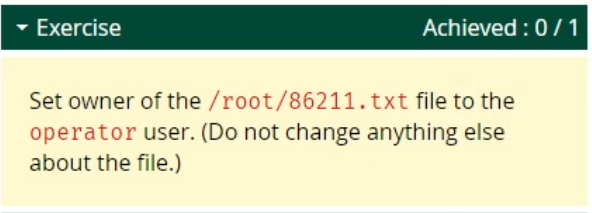 Exercise Achieved : 0 / 1
Set owner of the /root/86211.txt file to the
operator user. (Do not change anything else
about the file.)